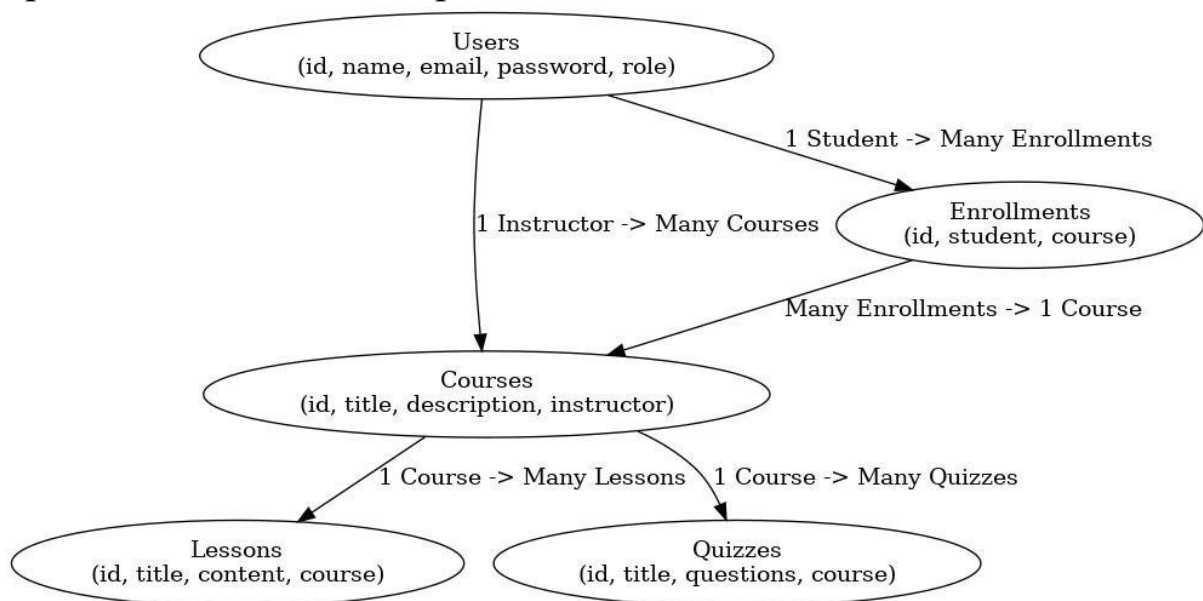 Users
(id, name, email, password, role)
1 Student -> Many Enrollments
1 Instructor -> Many Courses
Enrollments
(id, student, course)
Many Enrollments -> 1 Course
Courses
(id, title, description, instructor)
1 Course -> Many Lessons
1 Course -> Many Quizzes
Lessons
(id, title, content, course)
Quizzes
(id, title, questions, course)